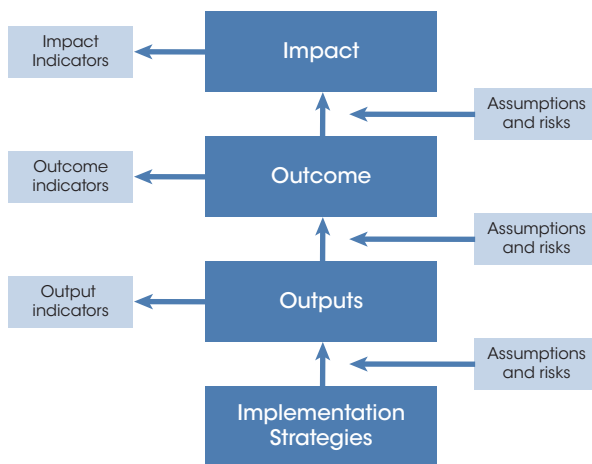 Impact
Indicators
Impact
Assumptions
and risks
Outcome
indicators
Outcome
Assumptions
and risks
Output
indicators
Outputs
Assumptions
and risks
Implementation
Strategies